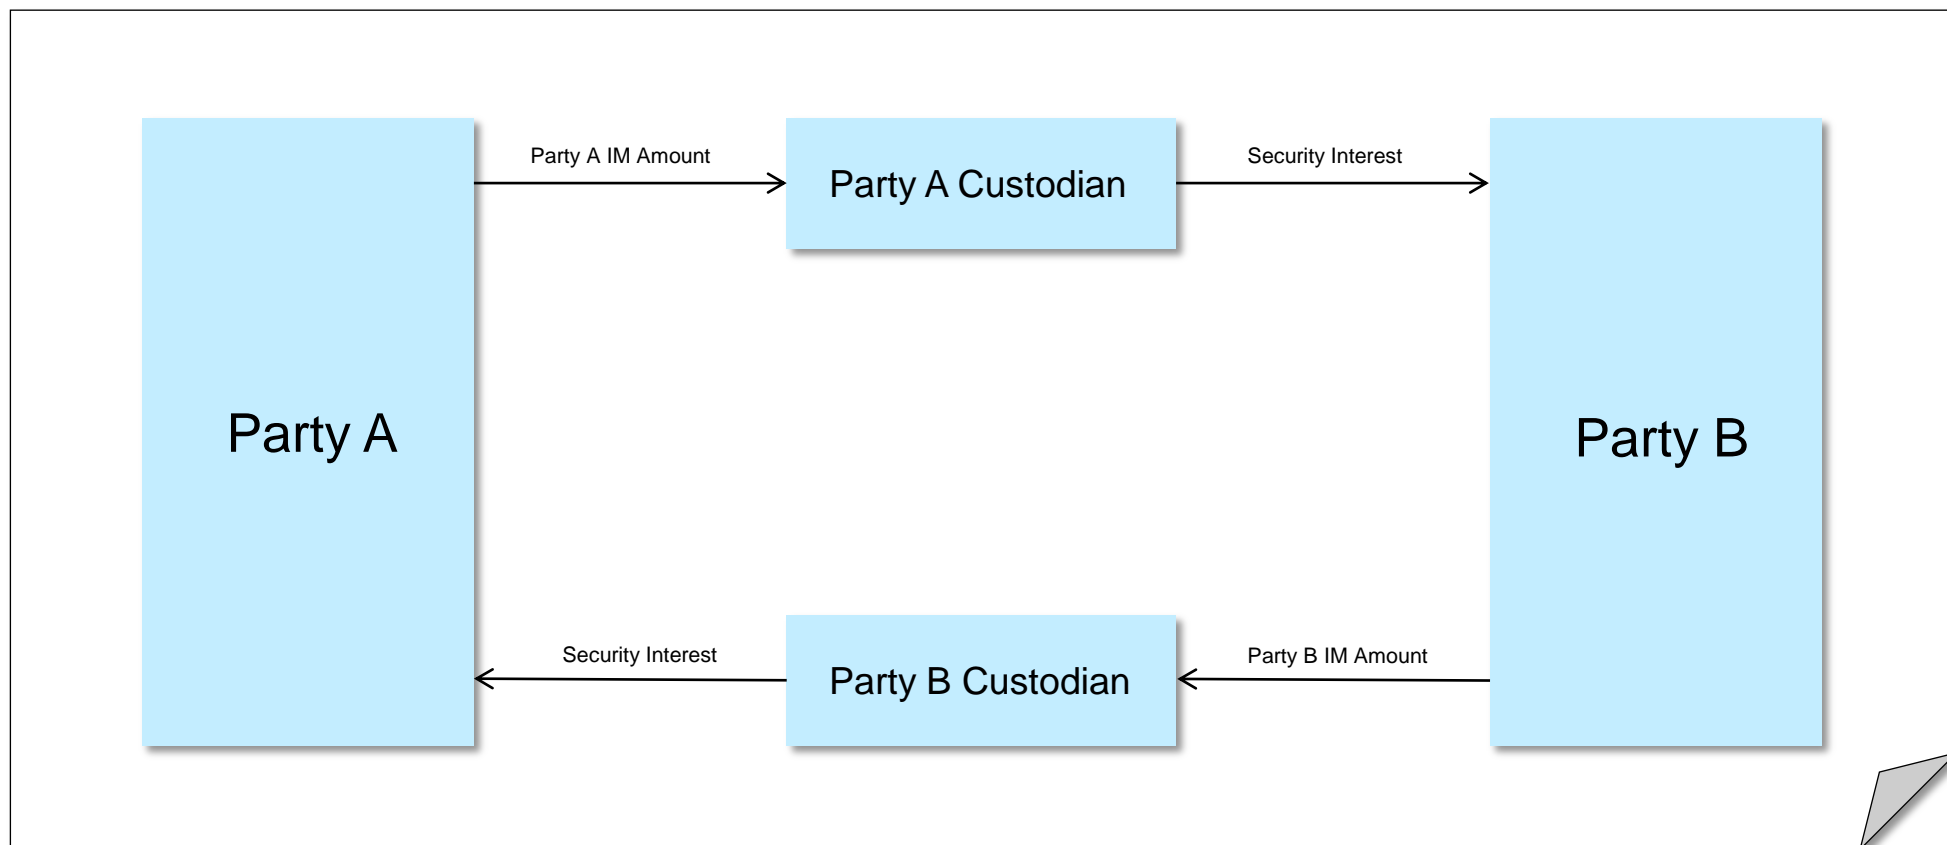 Party A IM Amount
Security Interest
Party A Custodian
Party A
Party B
Security Interest
Party B IM Amount
Party B Custodian